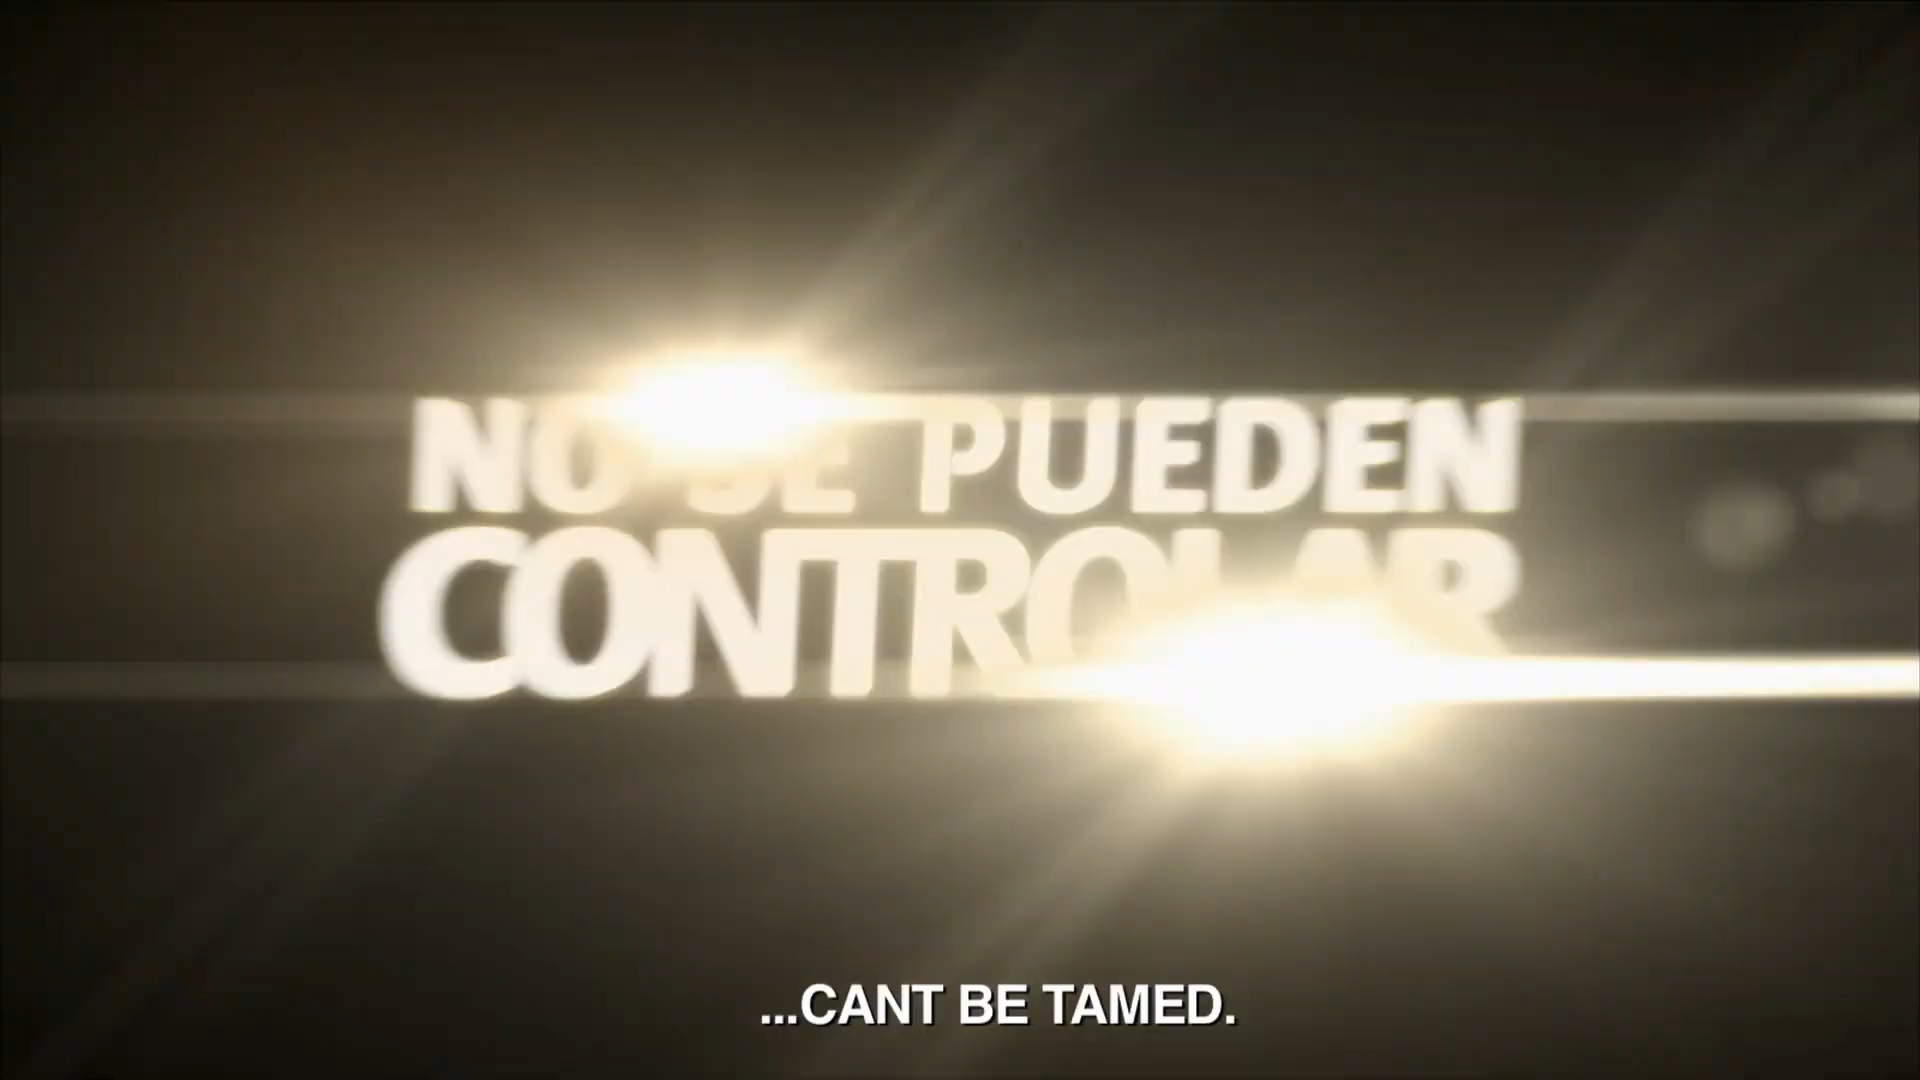 NO SE PUEDEN
CONTROLAR
...CANT BE TAMED.